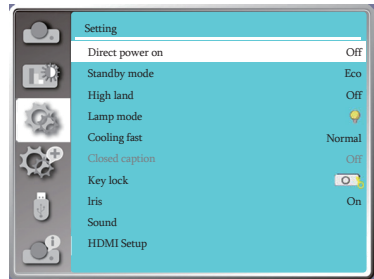 Setting
Direct power on Off
Standby mode Eco
High land Off
Lamp mode
Cooling fast Normal
Closed caption Off
Key lock
Iris On
Sound
HDMI Setup